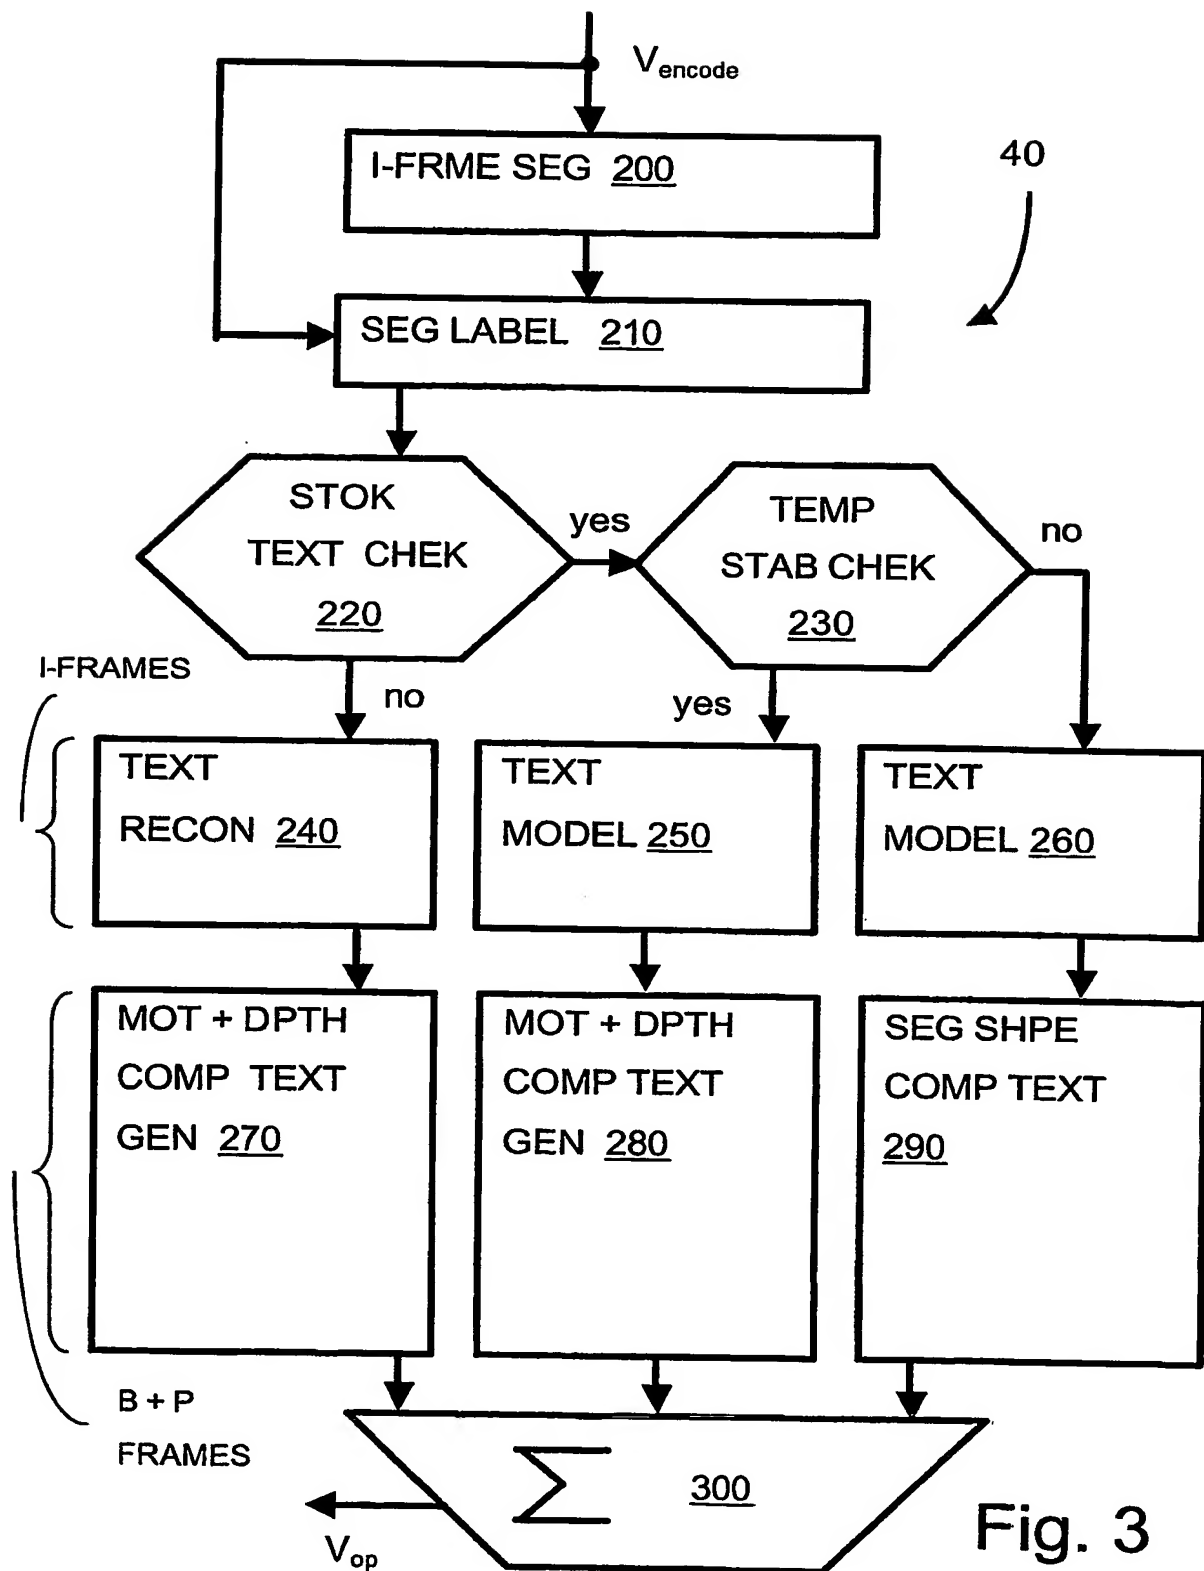 Vencode
I-FRME SEG 200
40
SEG LABEL 210
STOK
TEXT CHEK
220
yes
TEMP
STAB CHEK
230
no
I-FRAMES
no
yes
TEXT
RECON 240
TEXT
MODEL 250
TEXT
MODEL 260
MOT + DPTH
COMP TEXT
GEN 270
MOT + DPTH
COMP TEXT
GEN 280
SEG SHPE
COMP TEXT
290
B + P
FRAMES
Σ 300
Vop
Fig. 3